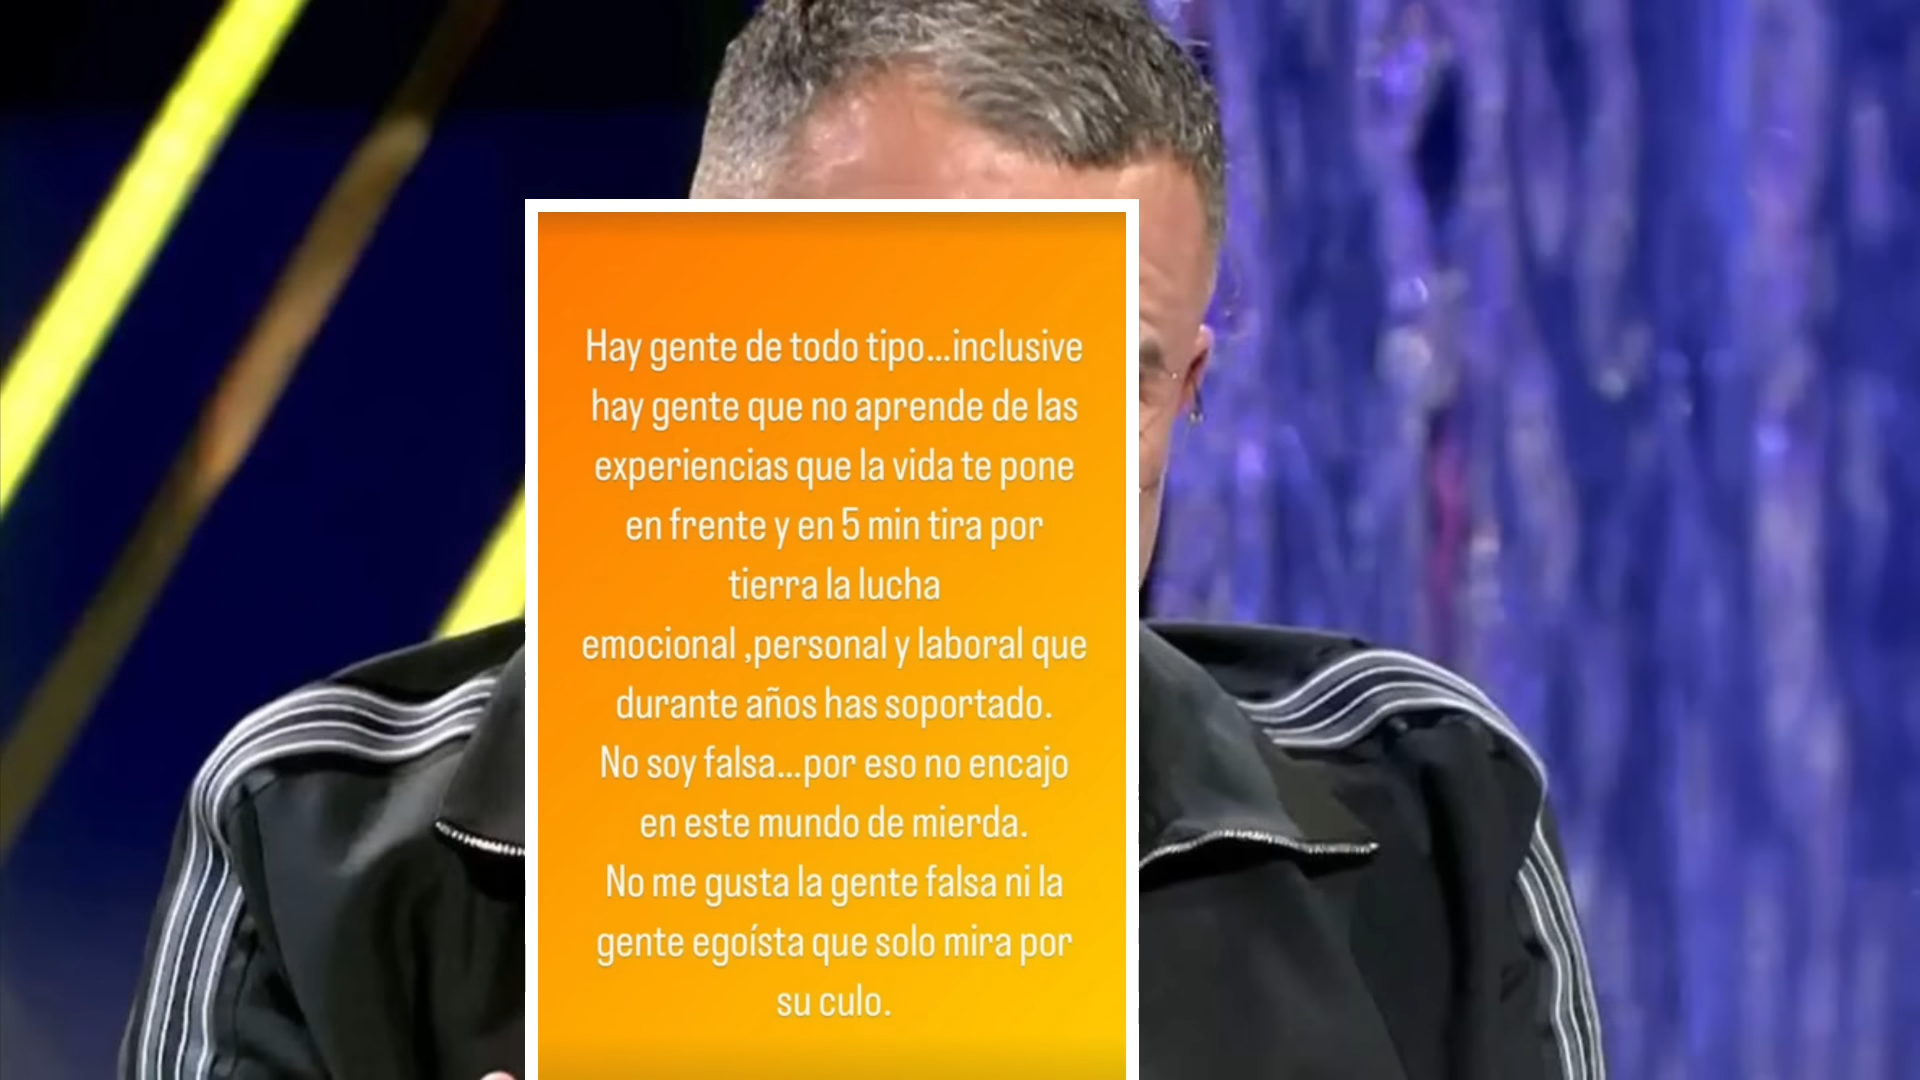 Hay gente de todo tipo...inclusive
hay gente que no aprende de las
experiencias que la vida te pone
en frente y en 5 min tira por
tierra la lucha
emocional ,personal y laboral que
durante años has soportado.
No soy falsa...por eso no encajo
en este mundo de mierda.
No me gusta la gente falsa ni la
gente egoísta que solo mira por
su culo.